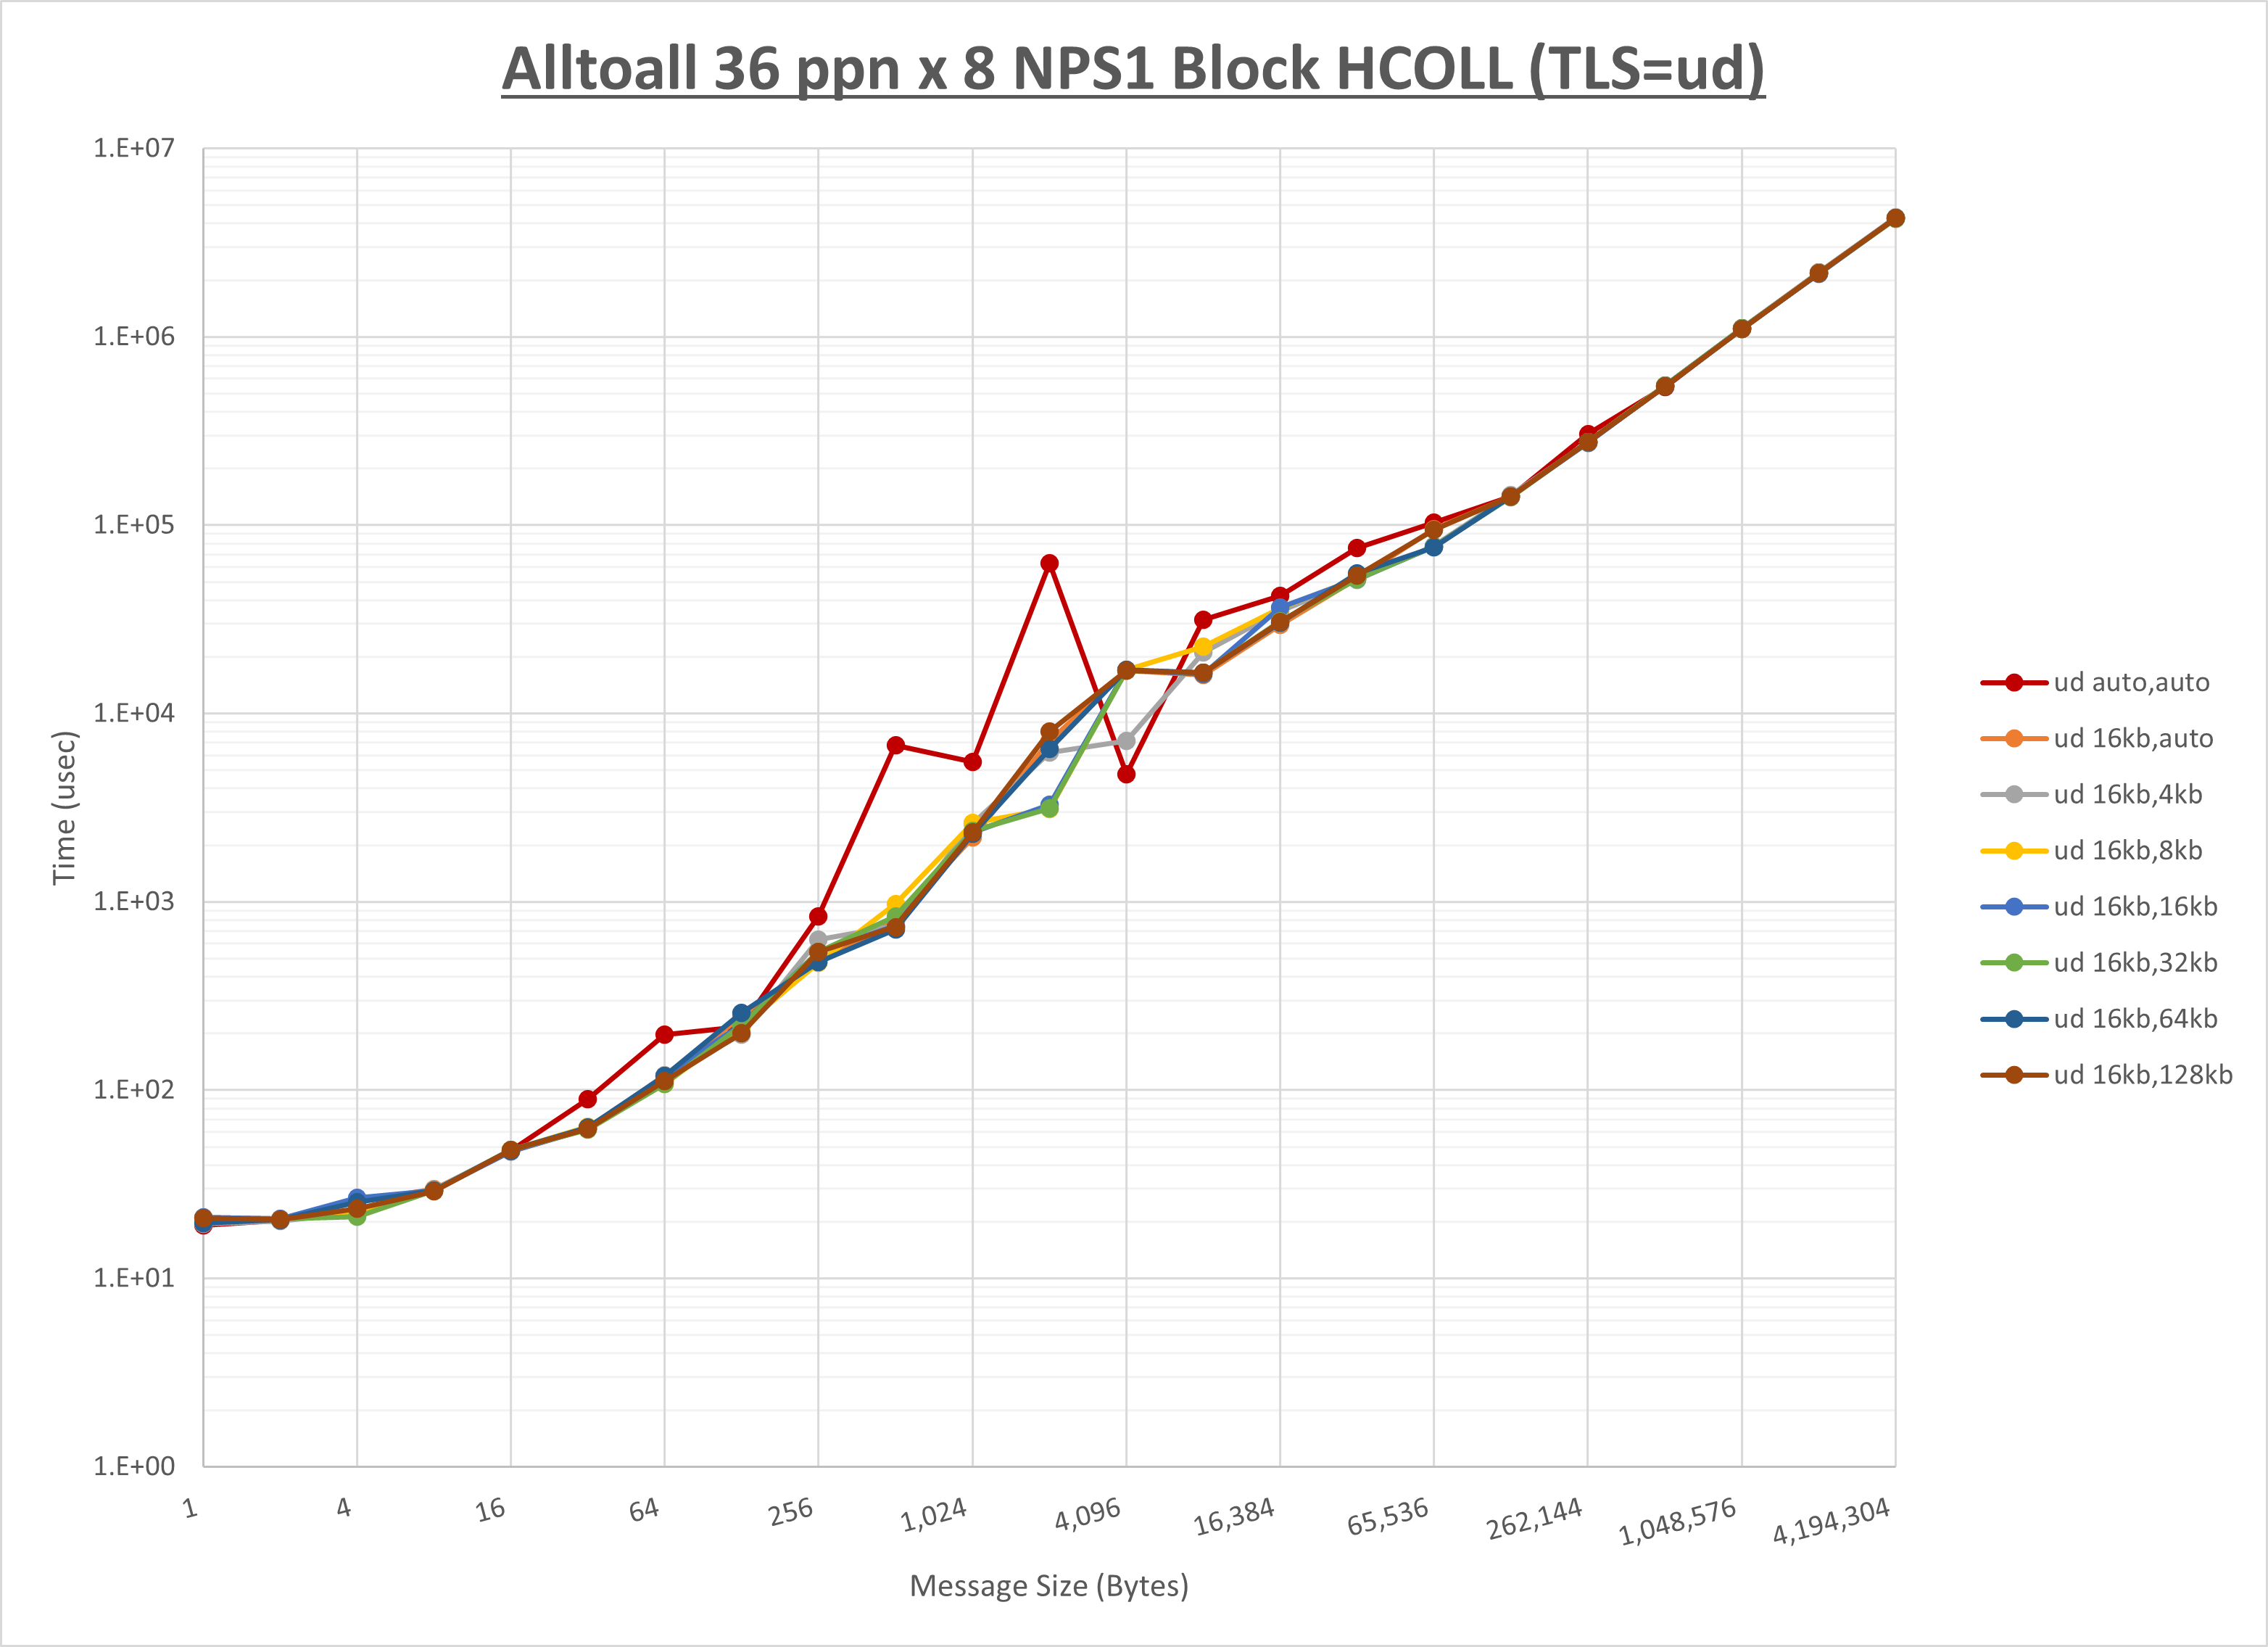 Alltoall 36 ppn x 8 NPS1 Block HCOLL (TLS=ud)
1.E+07
1.E+06
1.E+05
1.E+04
1.E+03
1.E+02
1.E+01
1.E+00
Time (usec)
1
4
16
64
256
1,024
4,096
16,384
65,536
262,144
1,048,576
4,194,304
Message Size (Bytes)
ud auto,auto
ud 16kb,auto
ud 16kb,4kb
ud 16kb,8kb
ud 16kb,16kb
ud 16kb,32kb
ud 16kb,64kb
ud 16kb,128kb